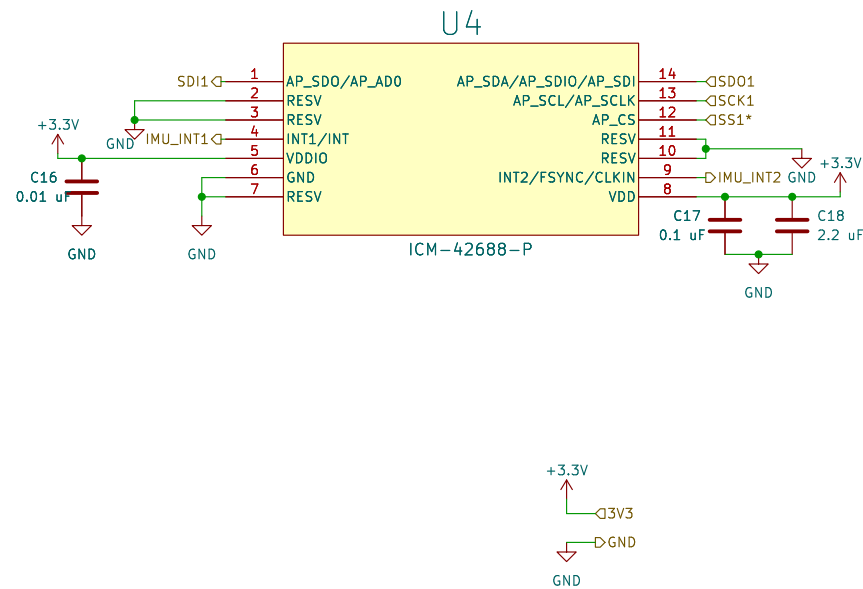 U4
SDI1 1 AP_SDO/AP_AD0 AP_SDA/AP_SDIO/AP_SDI 14 SDO1
2 RESV AP_SCL/AP_SCLK 13 SCK1
3 RESV AP_CS 12 SS1*
+3.3V GND IMU_INT1 4 INT1/INT RESV 11
5 VDDIO RESV 10 +3.3V
C16 6 GND INT2/FSYNC/CLKIN 9 IMU_INT2 GND
0.01 uF 7 RESV VDD 8
C17 C18
0.1 uF 2.2 uF
GND GND ICM-42688-P
GND
+3.3V
3V3
GND
GND